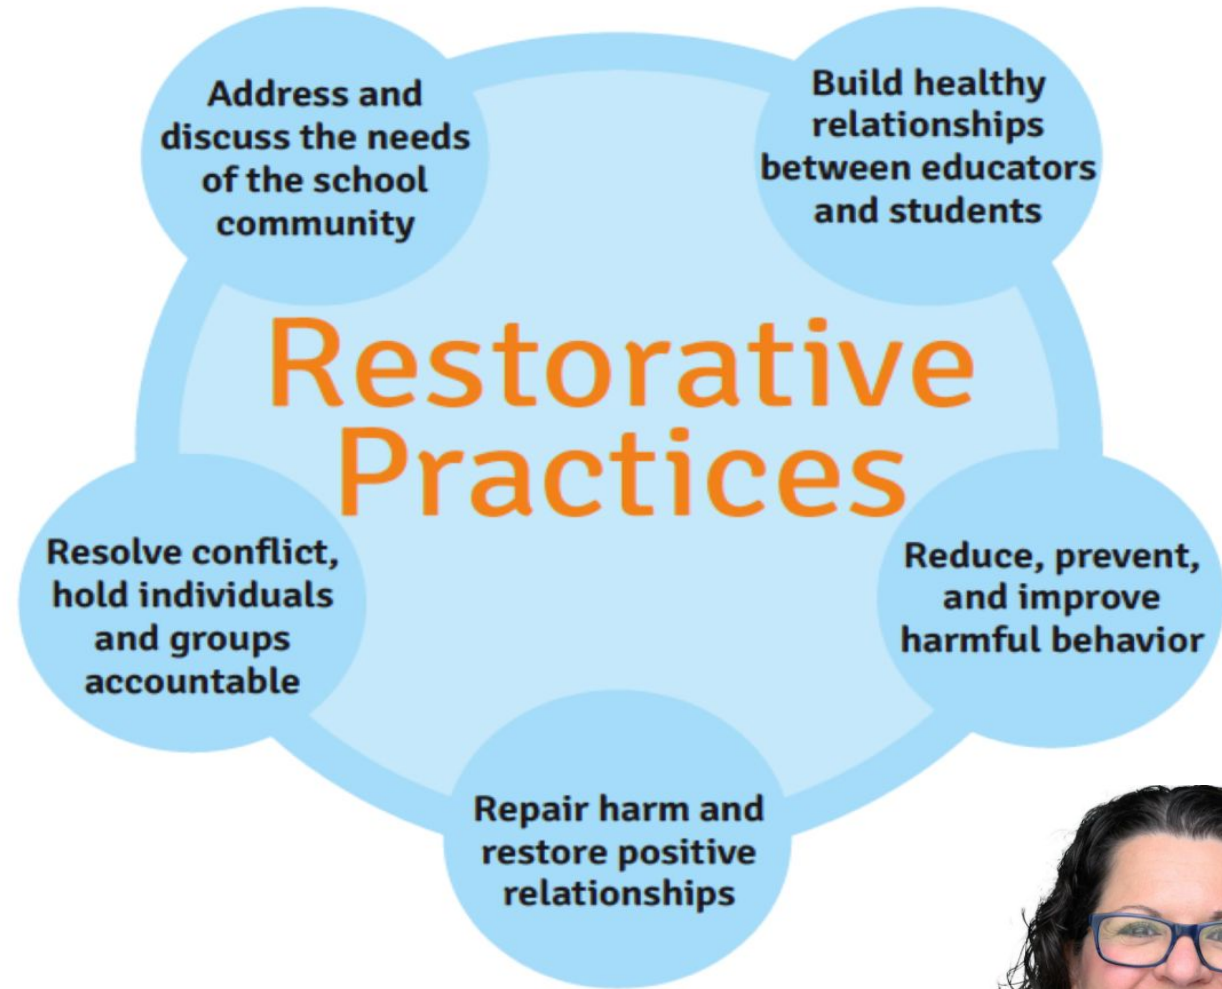 Address and
discuss the needs
of the school
community
Build healthy
relationships
between educators
and students
Restorative
Practices
Resolve conflict,
hold individuals
and groups
accountable
Reduce, prevent,
and improve
harmful behavior
Repair harm and
restore positive
relationships